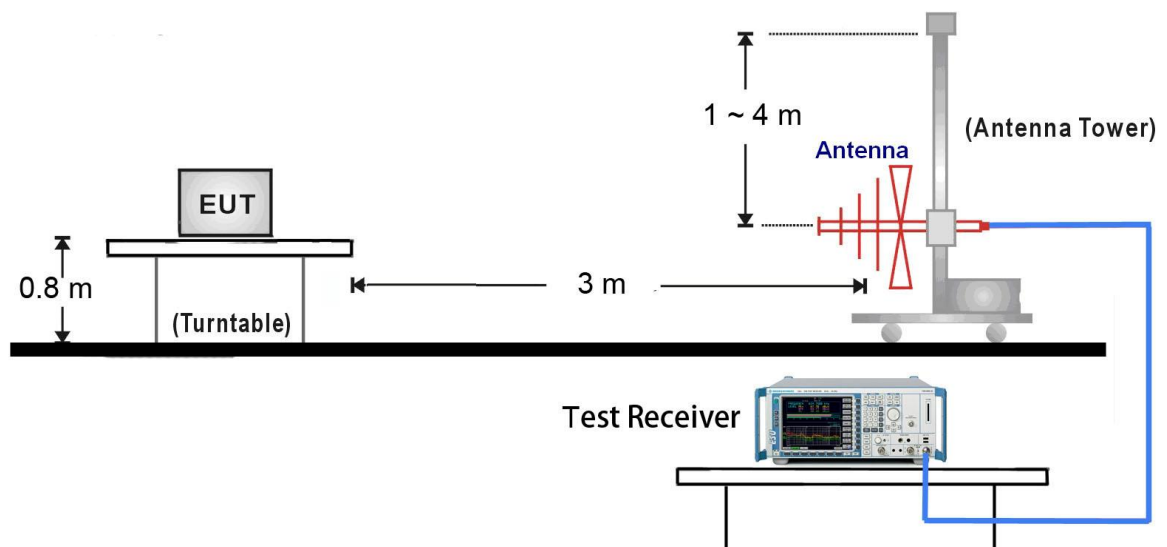 1 ~ 4 m
(Antenna Tower)
Antenna
EUT
0.8 m
3 m
(Turntable)
Test Receiver